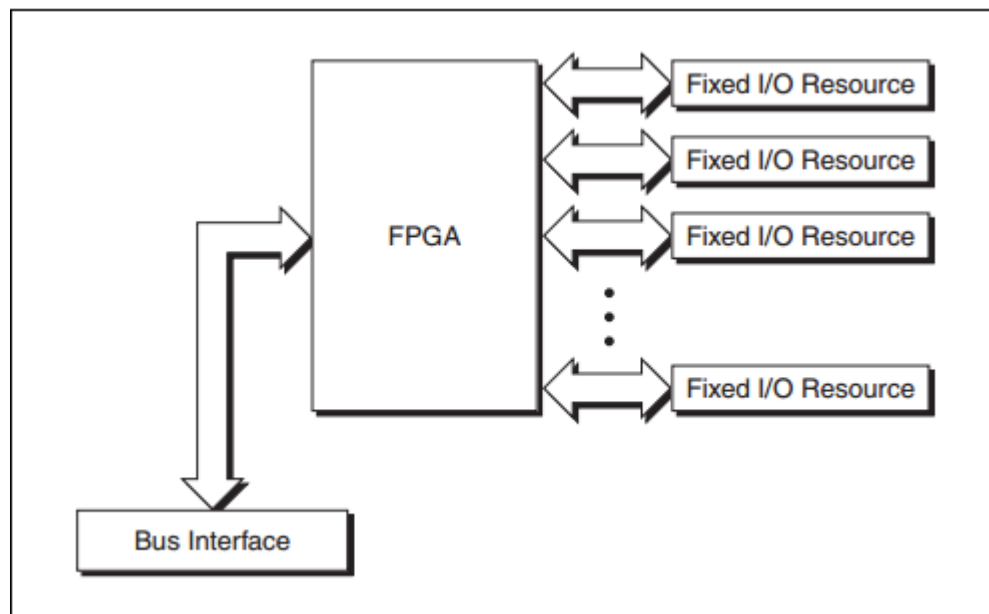 Fixed I/O Resource
Fixed I/O Resource
FPGA
Fixed I/O Resource
Fixed I/O Resource
Bus Interface